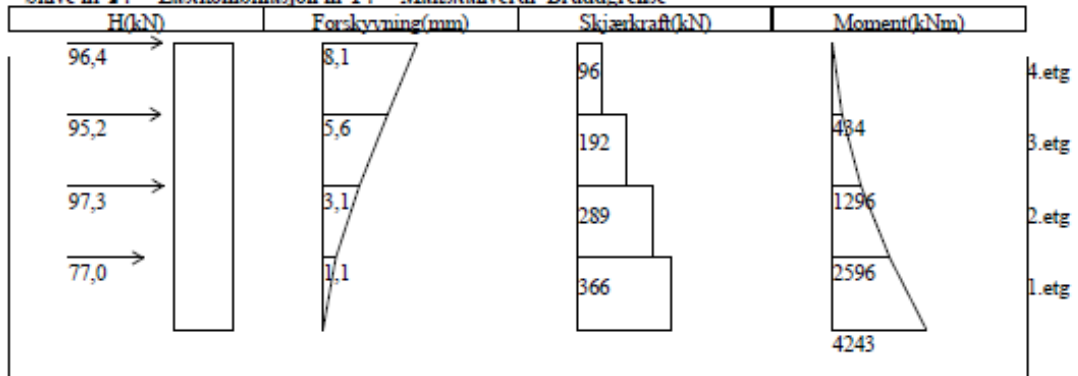 H(kN) Forskyvning(mm) Skjærkraft(kN) Moment(kNm)
96,4 8,1 96 4.etg
95,2 5,6 192 434 3.etg
97,3 3,1 289 1296 2.etg
77,0 1,1 366 2596 1.etg
4243